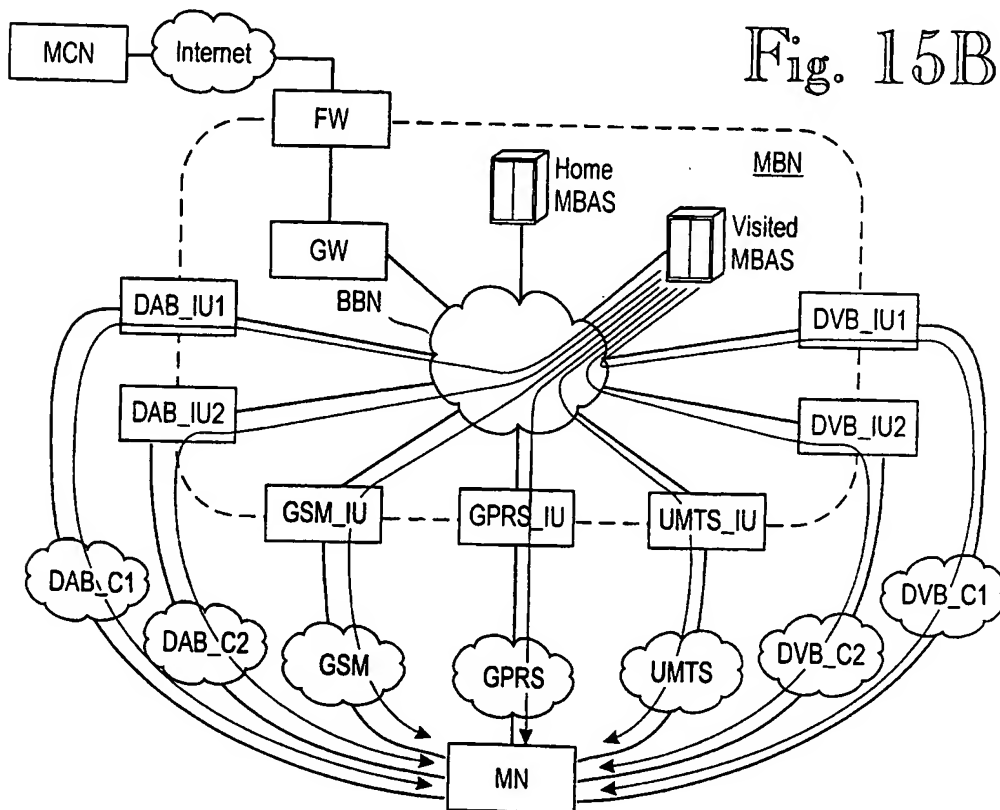 Fig. 15B
MCN
Internet
FW
MBN
Home
MBAS
Visited
MBAS
GW
BBN
DAB_IU1
DVB_IU1
DAB_IU2
DVB_IU2
GSM_IU
GPRS_IU
UMTS_IU
DAB_C1
DVB_C1
DAB_C2
DVB_C2
GSM
GPRS
UMTS
MN